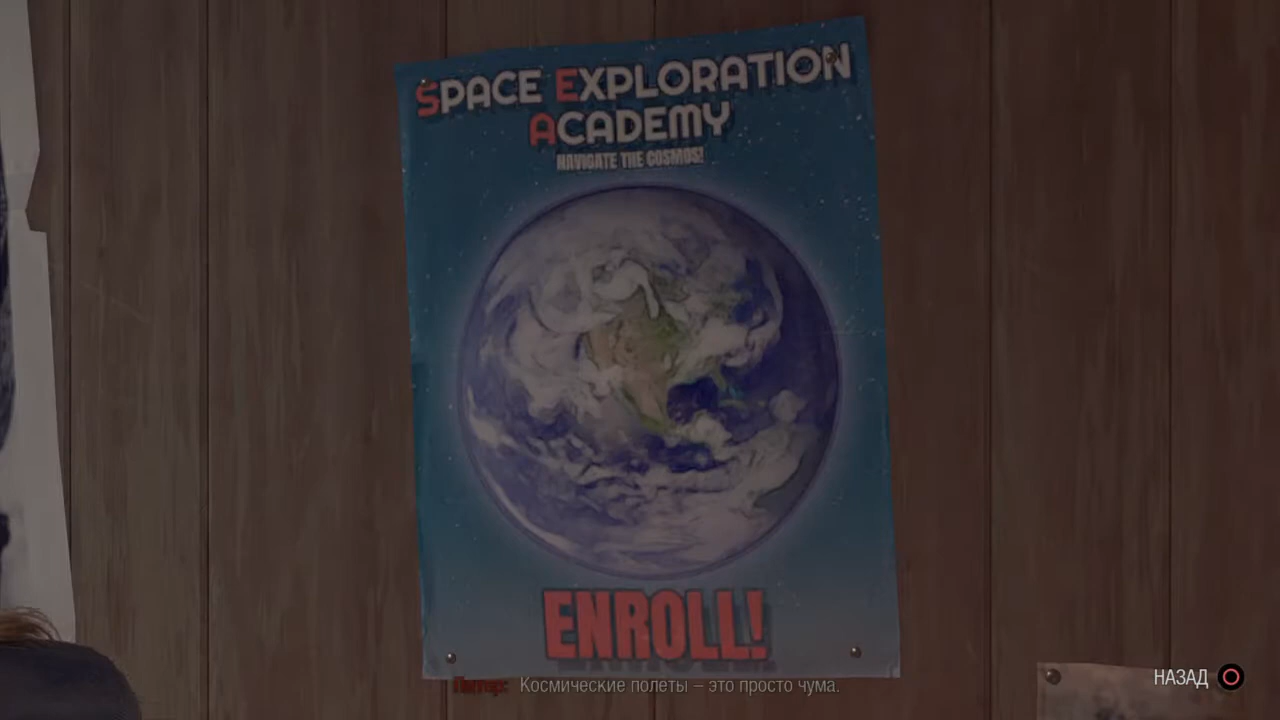 SPACE EXPLORATION
ACADEMY
NAVIGATE THE COSMOS!
ENROLL!
Питер: Космические полеты – это просто чума.
НАЗАД